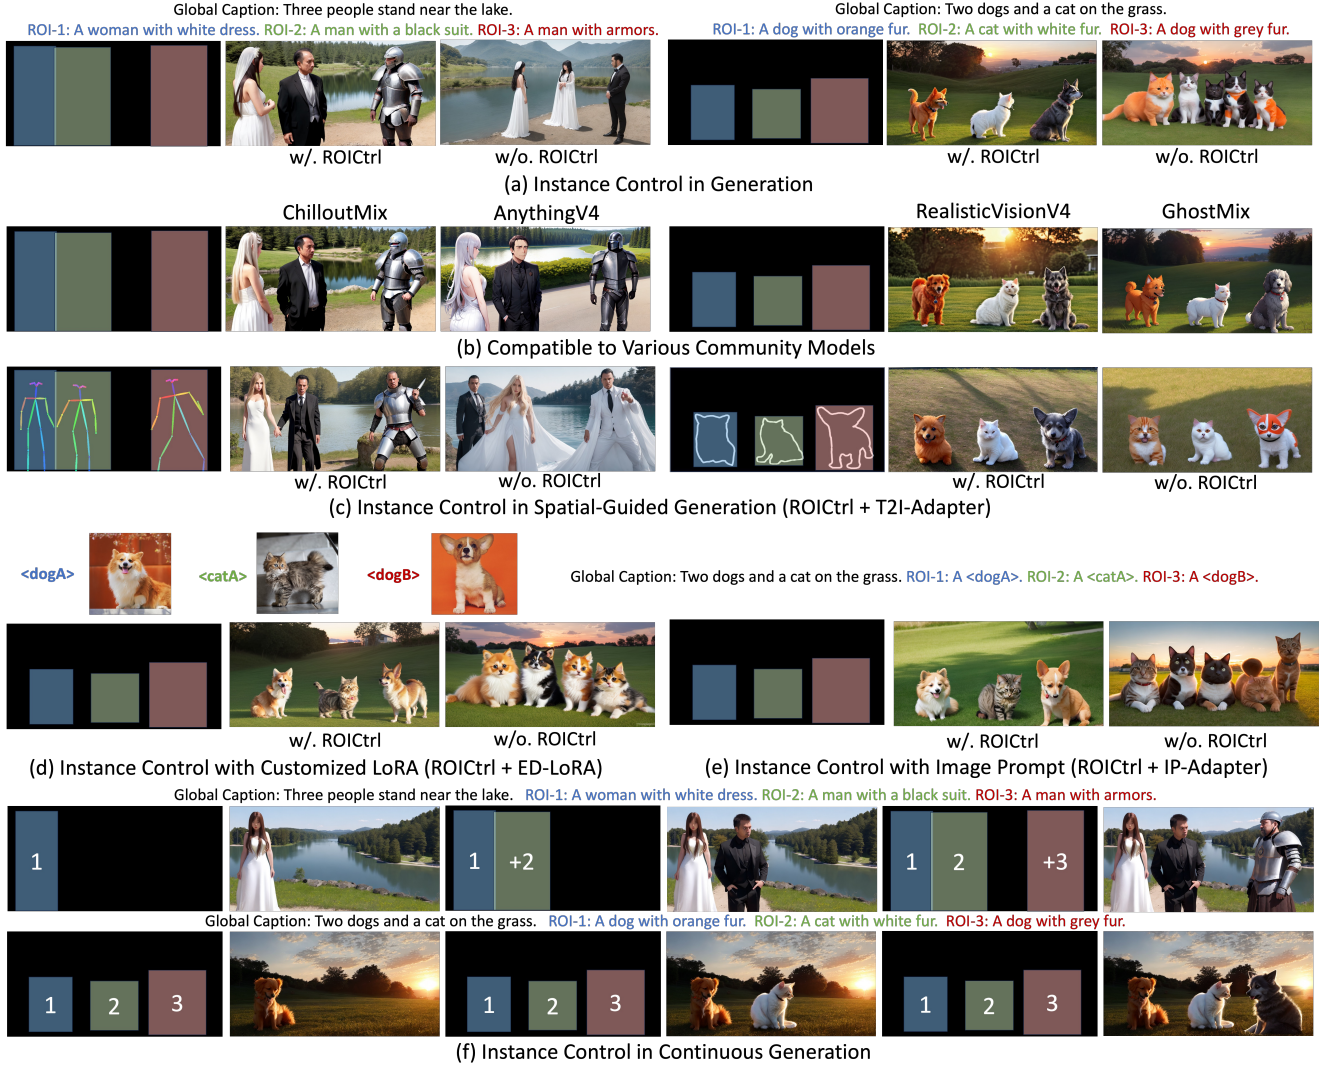 Global Caption: Three people stand near the lake.
ROI-1: A woman with white dress. ROI-2: A man with a black suit. ROI-3: A man with armors.
Global Caption: Two dogs and a cat on the grass.
ROI-1: A dog with orange fur. ROI-2: A cat with white fur. ROI-3: A dog with grey fur.
w/. ROICtrl
w/o. ROICtrl
w/. ROICtrl
w/o. ROICtrl
(a) Instance Control in Generation
ChilloutMix
AnythingV4
RealisticVisionV4
GhostMix
(b) Compatible to Various Community Models
w/. ROICtrl
w/o. ROICtrl
w/. ROICtrl
w/o. ROICtrl
(c) Instance Control in Spatial-Guided Generation (ROICtrl + T2I-Adapter)
<dogA>
<catA>
<dogB>
Global Caption: Two dogs and a cat on the grass. ROI-1: A <dogA>. ROI-2: A <catA>. ROI-3: A <dogB>.
w/. ROICtrl
w/o. ROICtrl
w/. ROICtrl
w/o. ROICtrl
(d) Instance Control with Customized LoRA (ROICtrl + ED-LoRA)
(e) Instance Control with Image Prompt (ROICtrl + IP-Adapter)
Global Caption: Three people stand near the lake. ROI-1: A woman with white dress. ROI-2: A man with a black suit. ROI-3: A man with armors.
1
1 +2
1 2 +3
Global Caption: Two dogs and a cat on the grass. ROI-1: A dog with orange fur. ROI-2: A cat with white fur. ROI-3: A dog with grey fur.
1 2 3
1 2 3
1 2 3
(f) Instance Control in Continuous Generation